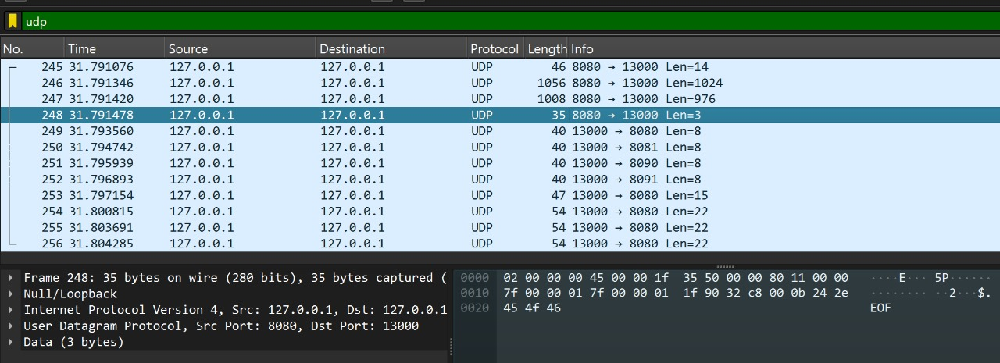 udp
No. Time Source Destination Protocol Length Info
245 31.791076 127.0.0.1 127.0.0.1 UDP 46 8080 → 13000 Len=14
246 31.791346 127.0.0.1 127.0.0.1 UDP 1056 8080 → 13000 Len=1024
247 31.791420 127.0.0.1 127.0.0.1 UDP 1008 8080 → 13000 Len=976
248 31.791478 127.0.0.1 127.0.0.1 UDP 35 8080 → 13000 Len=3
249 31.793560 127.0.0.1 127.0.0.1 UDP 40 13000 → 8080 Len=8
250 31.794742 127.0.0.1 127.0.0.1 UDP 40 13000 → 8081 Len=8
251 31.795939 127.0.0.1 127.0.0.1 UDP 40 13000 → 8090 Len=8
252 31.796893 127.0.0.1 127.0.0.1 UDP 40 13000 → 8091 Len=8
253 31.797154 127.0.0.1 127.0.0.1 UDP 47 13000 → 8080 Len=15
254 31.800815 127.0.0.1 127.0.0.1 UDP 54 13000 → 8080 Len=22
255 31.803691 127.0.0.1 127.0.0.1 UDP 54 13000 → 8080 Len=22
256 31.804285 127.0.0.1 127.0.0.1 UDP 54 13000 → 8080 Len=22
Frame 248: 35 bytes on wire (280 bits), 35 bytes captured (
Null/Loopback
Internet Protocol Version 4, Src: 127.0.0.1, Dst: 127.0.0.1
User Datagram Protocol, Src Port: 8080, Dst Port: 13000
Data (3 bytes)
0000 02 00 00 00 45 00 00 1f 35 50 00 00 80 11 00 00 ····E··· 5P······
0010 7f 00 00 01 7f 00 00 01 1f 90 32 c8 00 0b 24 2e ········ ··2···$.
0020 45 4f 46 EOF